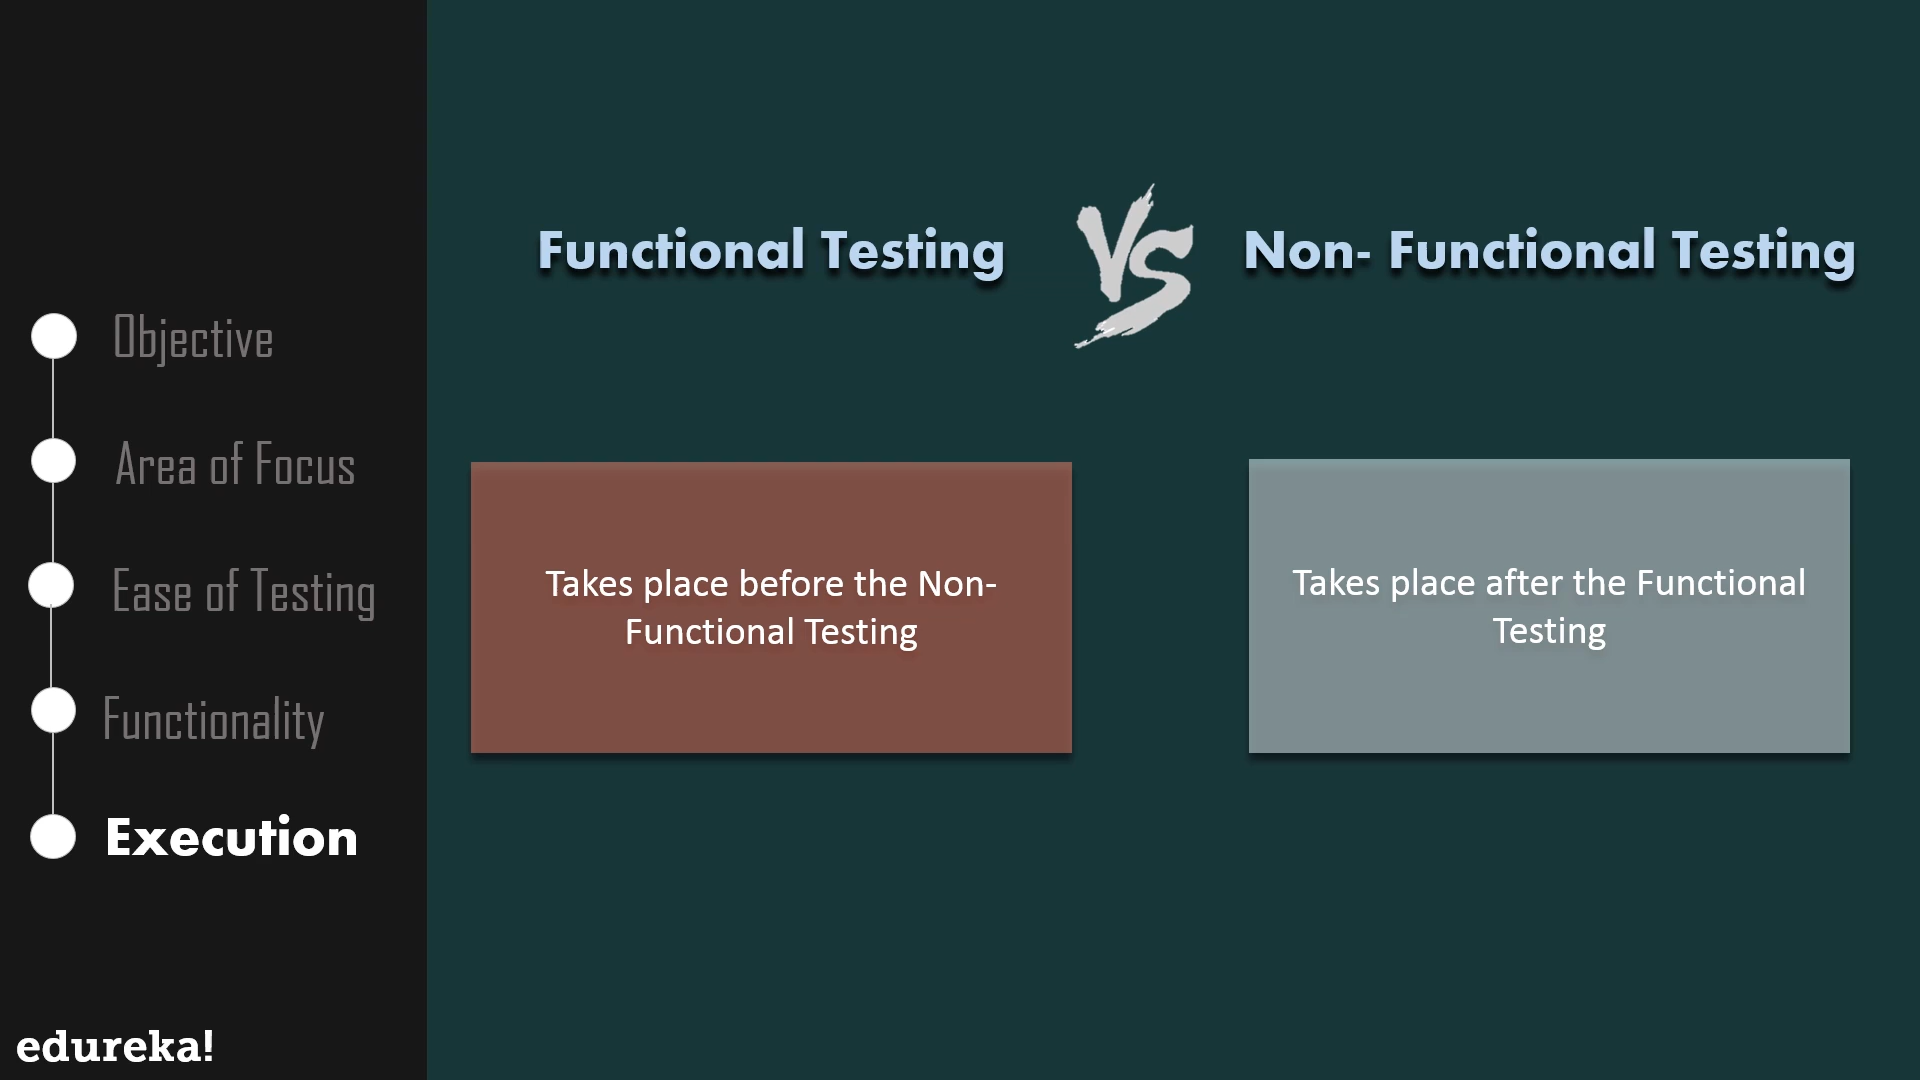 Functional Testing
VS
Non- Functional Testing
Objective
Area of Focus
Ease of Testing
Functionality
Execution
Takes place before the Non-
Functional Testing
Takes place after the Functional
Testing
edureka!